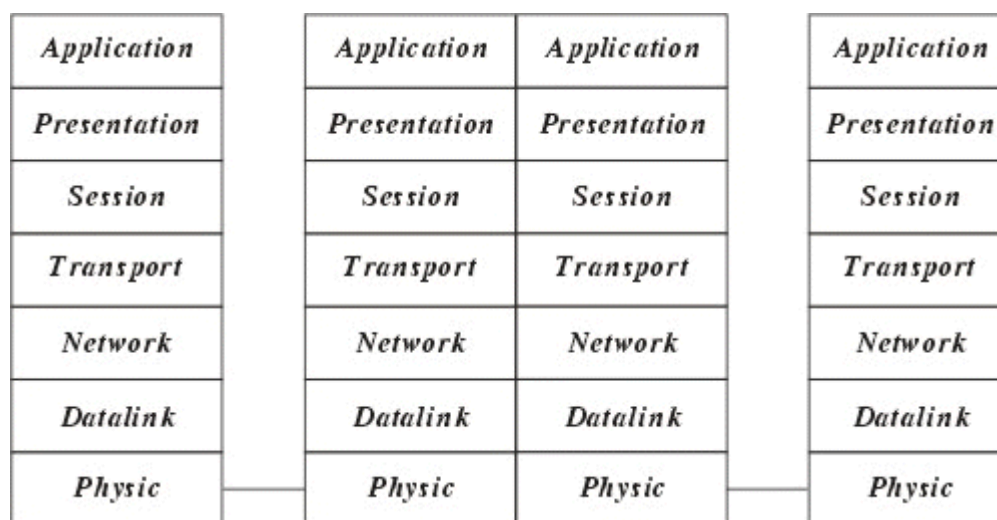 Application Application Application Application
Presentation Presentation Presentation Presentation
Session Session Session Session
Transport Transport Transport Transport
Network Network Network Network
Datalink Datalink Datalink Datalink
Physic Physic Physic Physic